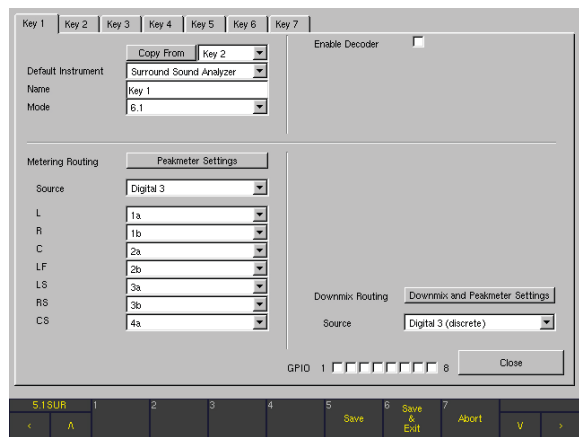 Key 1 Key 2 Key 3 Key 4 Key 5 Key 6 Key 7
Copy From Key 2 Enable Decoder
Default Instrument Surround Sound Analyzer
Name Key 1
Mode 6.1
Metering Routing Peakmeter Settings
Source Digital 3
L 1a
R 1b
C 2a
LF 2b
LS 3a
RS 3b
CS 4a
Downmix Routing Downmix and Peakmeter Settings
Source Digital 3 (discrete)
GPIO 1 8 Close
5.1SUR 1 2 3 4 5 6 7
< Λ Save Save & Exit Abort V >